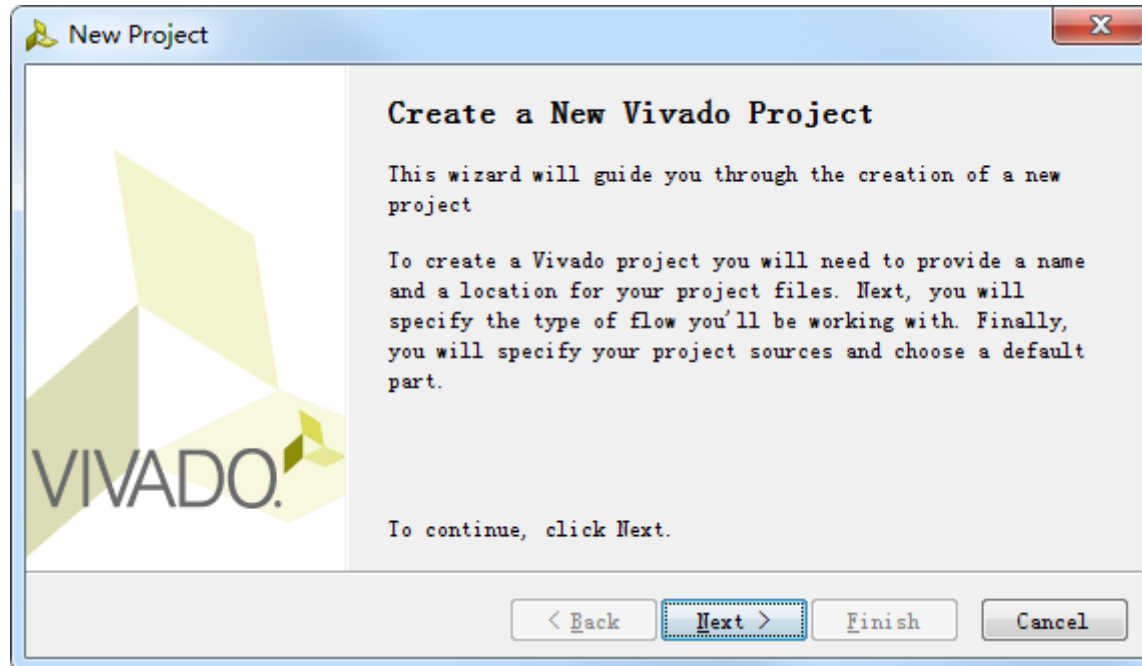 New Project
Create a New Vivado Project
This wizard will guide you through the creation of a new
project
To create a Vivado project you will need to provide a name
and a location for your project files. Next, you will
specify the type of flow you'll be working with. Finally,
you will specify your project sources and choose a default
part.
VIVADO.
To continue, click Next.
< Back Next > Finish Cancel